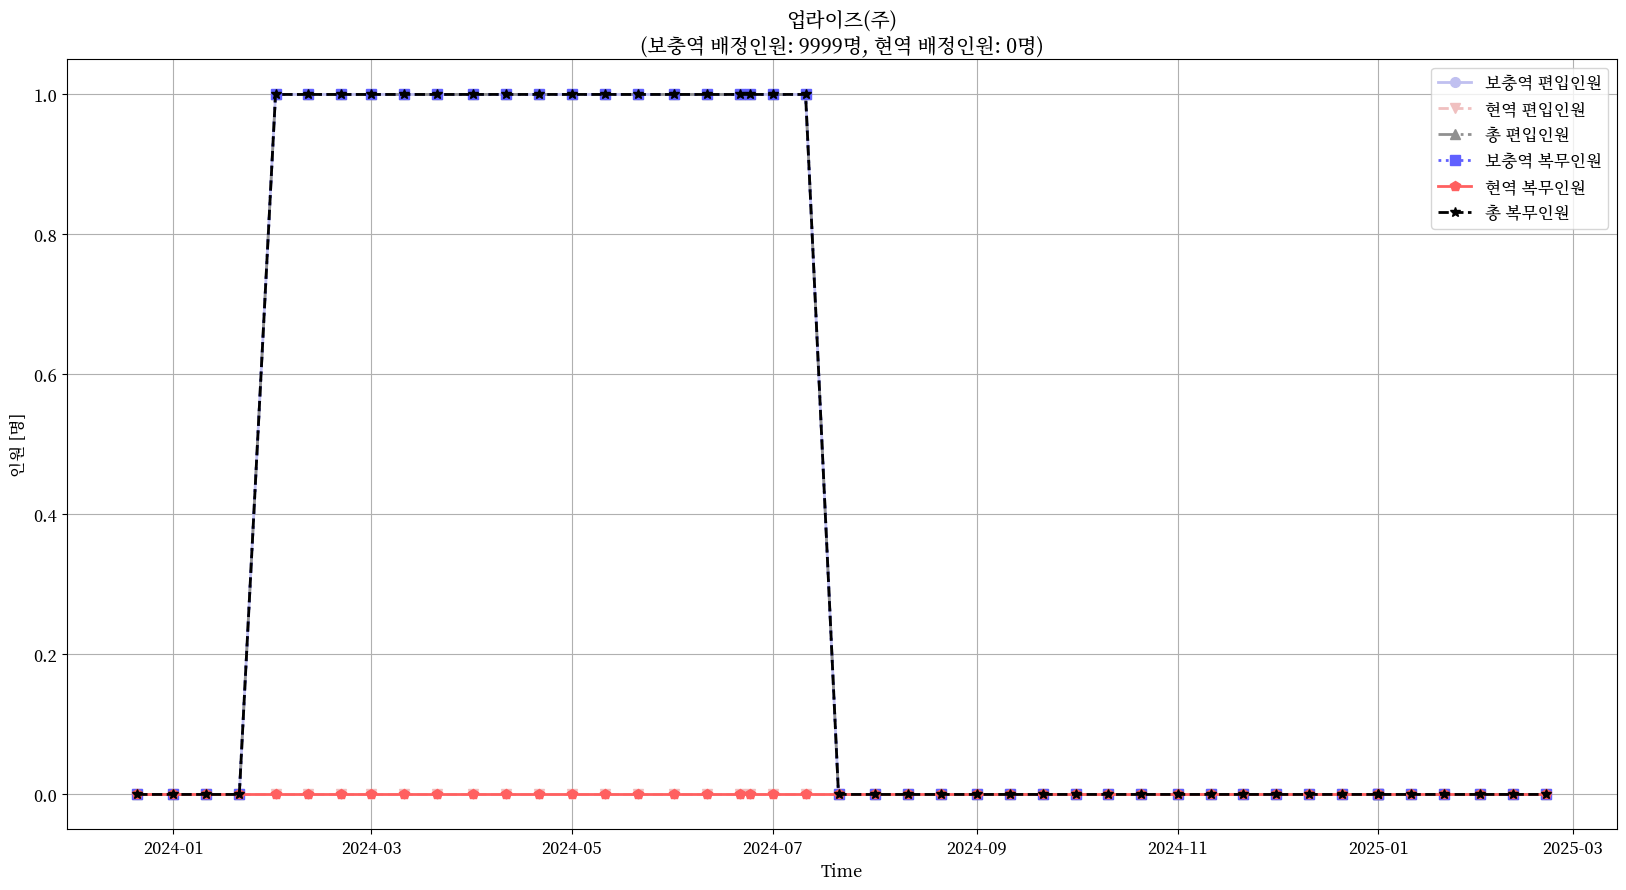 업라이즈(주)
(보충역 배정인원: 9999명, 현역 배정인원: 0명)
보충역 편입인원
현역 편입인원
총 편입인원
보충역 복무인원
현역 복무인원
총 복무인원
인원 [명]
1.0
0.8
0.6
0.4
0.2
0.0
2024-01
2024-03
2024-05
2024-07
2024-09
2024-11
2025-01
2025-03
Time